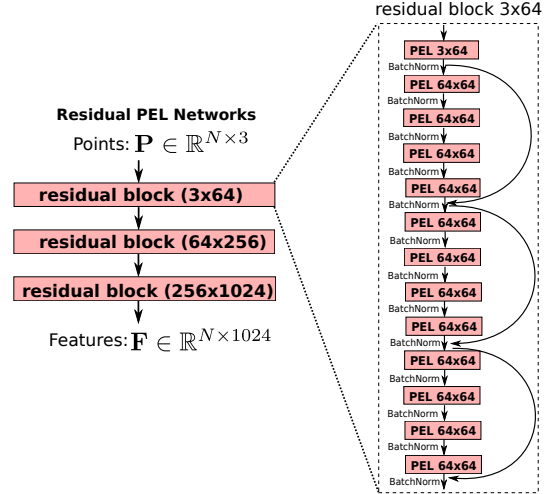 Residual PEL Networks
Points: P ∈ ℝ^{N×3}
residual block (3x64)
residual block (64x256)
residual block (256x1024)
Features: F ∈ ℝ^{N×1024}
residual block 3x64
PEL 3x64
BatchNorm
PEL 64x64
BatchNorm
PEL 64x64
BatchNorm
PEL 64x64
BatchNorm
PEL 64x64
BatchNorm
PEL 64x64
BatchNorm
PEL 64x64
BatchNorm
PEL 64x64
BatchNorm
PEL 64x64
BatchNorm
PEL 64x64
BatchNorm
PEL 64x64
BatchNorm
PEL 64x64
BatchNorm
PEL 64x64
BatchNorm